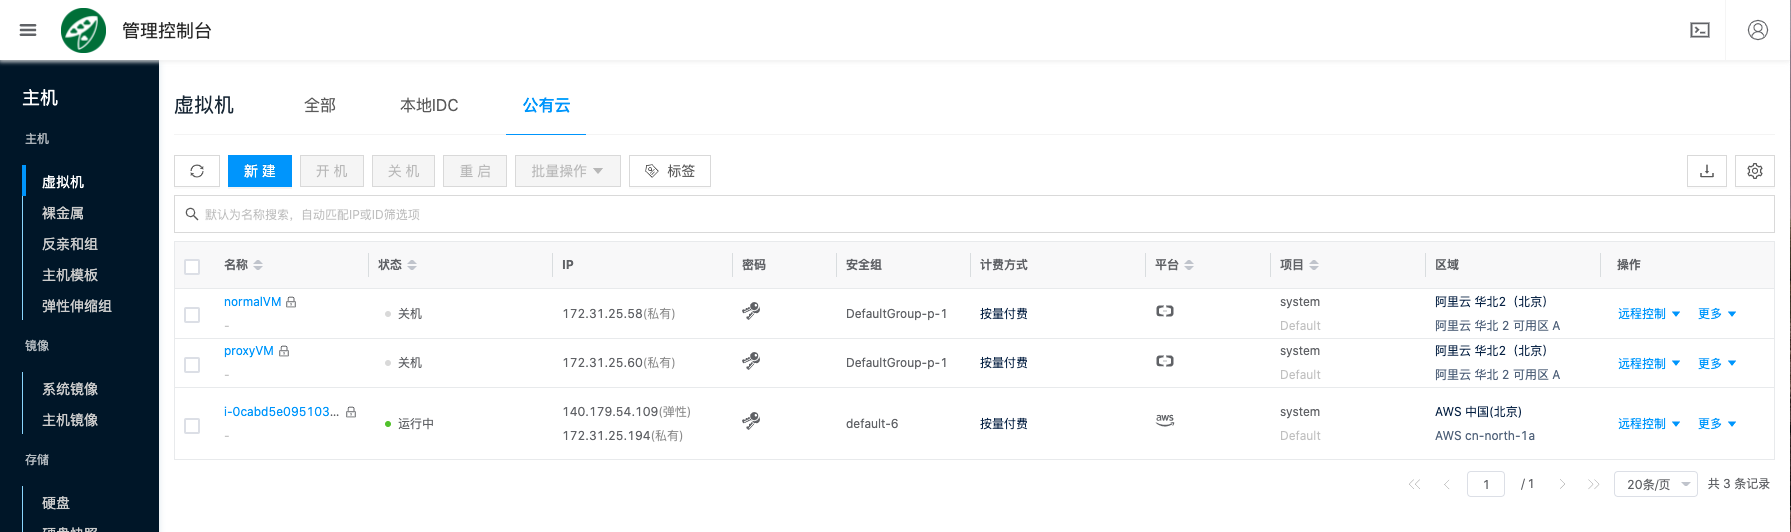 管理控制台
主机
主机
虚拟机
裸金属
反亲和组
主机模板
弹性伸缩组
镜像
系统镜像
主机镜像
存储
硬盘
硬盘快照
虚拟机 全部 本地IDC 公有云
新 建 开 机 关 机 重 启 批量操作 标签
默认为名称搜索，自动匹配IP或ID筛选项
名称 状态 IP 密码 安全组 计费方式 平台 项目 区域 操作
normalVM 关机 172.31.25.58(私有) DefaultGroup-p-1 按量付费 system 阿里云 华北2（北京） 远程控制 更多
- Default 阿里云 华北 2 可用区 A
proxyVM 关机 172.31.25.60(私有) DefaultGroup-p-1 按量付费 system 阿里云 华北2（北京） 远程控制 更多
- Default 阿里云 华北 2 可用区 A
i-0cabd5e095103... 运行中 140.179.54.109(弹性) default-6 按量付费 aws system AWS 中国(北京) 远程控制 更多
- 172.31.25.194(私有) Default AWS cn-north-1a
1 / 1 20条/页 共 3 条记录